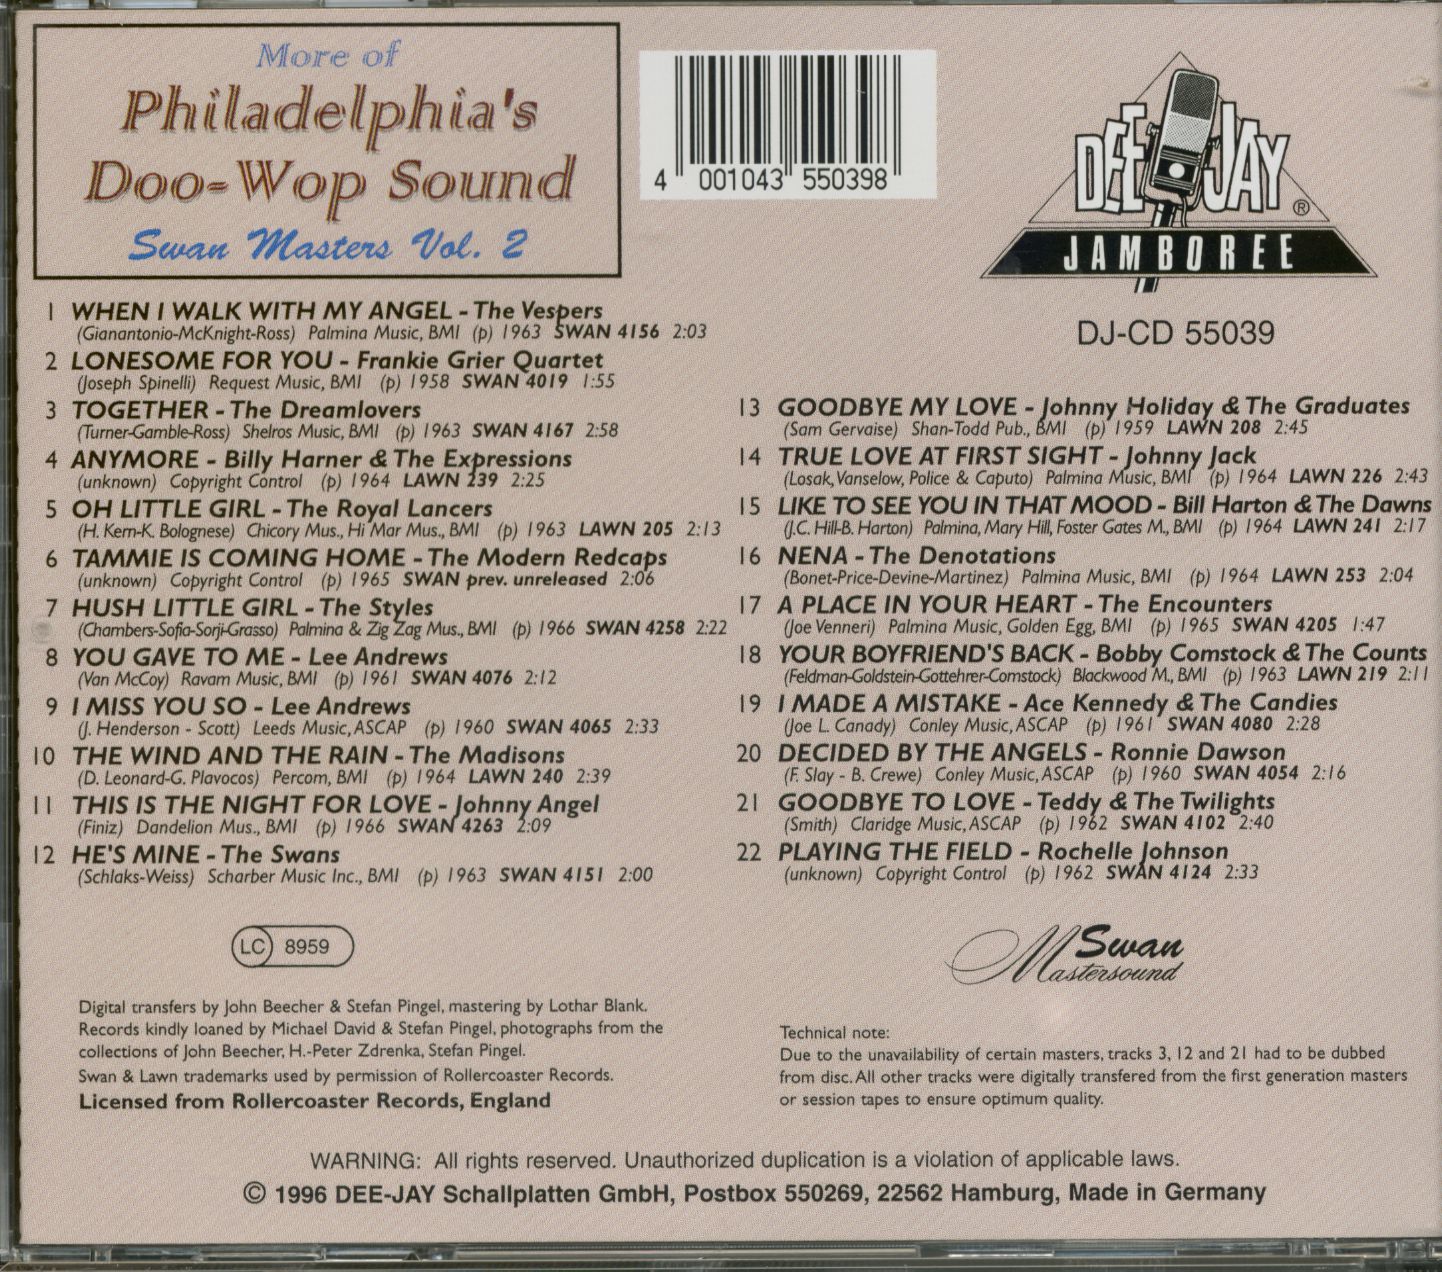 More of
Philadelphia's
Doo-Wop Sound
Swan Masters Vol. 2
4 001043 550398
DEE JAY ®
JAMBOREE
DJ-CD 55039
1 WHEN I WALK WITH MY ANGEL - The Vespers
(Gianantonio-McKnight-Ross) Palmina Music, BMI (p) 1963 SWAN 4156 2:03
2 LONESOME FOR YOU - Frankie Grier Quartet
(Joseph Spinelli) Request Music, BMI (p) 1958 SWAN 4019 1:55
3 TOGETHER - The Dreamlovers
(Turner-Gamble-Ross) Shelros Music, BMI (p) 1963 SWAN 4167 2:58
4 ANYMORE - Billy Harner & The Expressions
(unknown) Copyright Control (p) 1964 LAWN 239 2:25
5 OH LITTLE GIRL - The Royal Lancers
(H. Kern-K. Bolognese) Chicory Mus., Hi Mar Mus., BMI (p) 1963 LAWN 205 2:13
6 TAMMIE IS COMING HOME - The Modern Redcaps
(unknown) Copyright Control (p) 1965 SWAN prev. unreleased 2:06
7 HUSH LITTLE GIRL - The Styles
(Chambers-Sofia-Sorji-Grasso) Palmina & Zig Zag Mus., BMI (p) 1966 SWAN 4258 2:22
8 YOU GAVE TO ME - Lee Andrews
(Van McCoy) Ravam Music, BMI (p) 1961 SWAN 4076 2:12
9 I MISS YOU SO - Lee Andrews
(J. Henderson - Scott) Leeds Music, ASCAP (p) 1960 SWAN 4065 2:33
10 THE WIND AND THE RAIN - The Madisons
(D. Leonard-G. Plavocos) Percom, BMI (p) 1964 LAWN 240 2:39
11 THIS IS THE NIGHT FOR LOVE - Johnny Angel
(Finiz) Dandelion Mus., BMI (p) 1966 SWAN 4263 2:09
12 HE'S MINE - The Swans
(Schlaks-Weiss) Scharber Music Inc., BMI (p) 1963 SWAN 4151 2:00
13 GOODBYE MY LOVE - Johnny Holiday & The Graduates
(Sam Gervaise) Shan-Todd Pub., BMI (p) 1959 LAWN 208 2:45
14 TRUE LOVE AT FIRST SIGHT - Johnny Jack
(Losak, Vanselow, Police & Caputo) Palmina Music, BMI (p) 1964 LAWN 226 2:43
15 LIKE TO SEE YOU IN THAT MOOD - Bill Harton & The Dawns
(J.C. Hill-B. Harton) Palmina, Mary Hill, Foster Gates M., BMI (p) 1964 LAWN 241 2:17
16 NENA - The Denotations
(Bonet-Price-Devine-Martinez) Palmina Music, BMI (p) 1964 LAWN 253 2:04
17 A PLACE IN YOUR HEART - The Encounters
(Joe Venneri) Palmina Music, Golden Egg, BMI (p) 1965 SWAN 4205 1:47
18 YOUR BOYFRIEND'S BACK - Bobby Comstock & The Counts
(Feldman-Goldstein-Gottehrer-Comstock) Blackwood M., BMI (p) 1963 LAWN 219 2:11
19 I MADE A MISTAKE - Ace Kennedy & The Candies
(Joe L. Canady) Conley Music, ASCAP (p) 1961 SWAN 4080 2:28
20 DECIDED BY THE ANGELS - Ronnie Dawson
(F. Slay - B. Crewe) Conley Music, ASCAP (p) 1960 SWAN 4054 2:16
21 GOODBYE TO LOVE - Teddy & The Twilights
(Smith) Claridge Music, ASCAP (p) 1962 SWAN 4102 2:40
22 PLAYING THE FIELD - Rochelle Johnson
(unknown) Copyright Control (p) 1962 SWAN 4124 2:33
LC 8959
Swan
Mastersound
Digital transfers by John Beecher & Stefan Pingel, mastering by Lothar Blank.
Records kindly loaned by Michael David & Stefan Pingel, photographs from the
collections of John Beecher, H.-Peter Zdrenka, Stefan Pingel.
Swan & Lawn trademarks used by permission of Rollercoaster Records.
Licensed from Rollercoaster Records, England
Technical note:
Due to the unavailability of certain masters, tracks 3, 12 and 21 had to be dubbed
from disc. All other tracks were digitally transfered from the first generation masters
or session tapes to ensure optimum quality.
WARNING: All rights reserved. Unauthorized duplication is a violation of applicable laws.
© 1996 DEE-JAY Schallplatten GmbH, Postbox 550269, 22562 Hamburg, Made in Germany